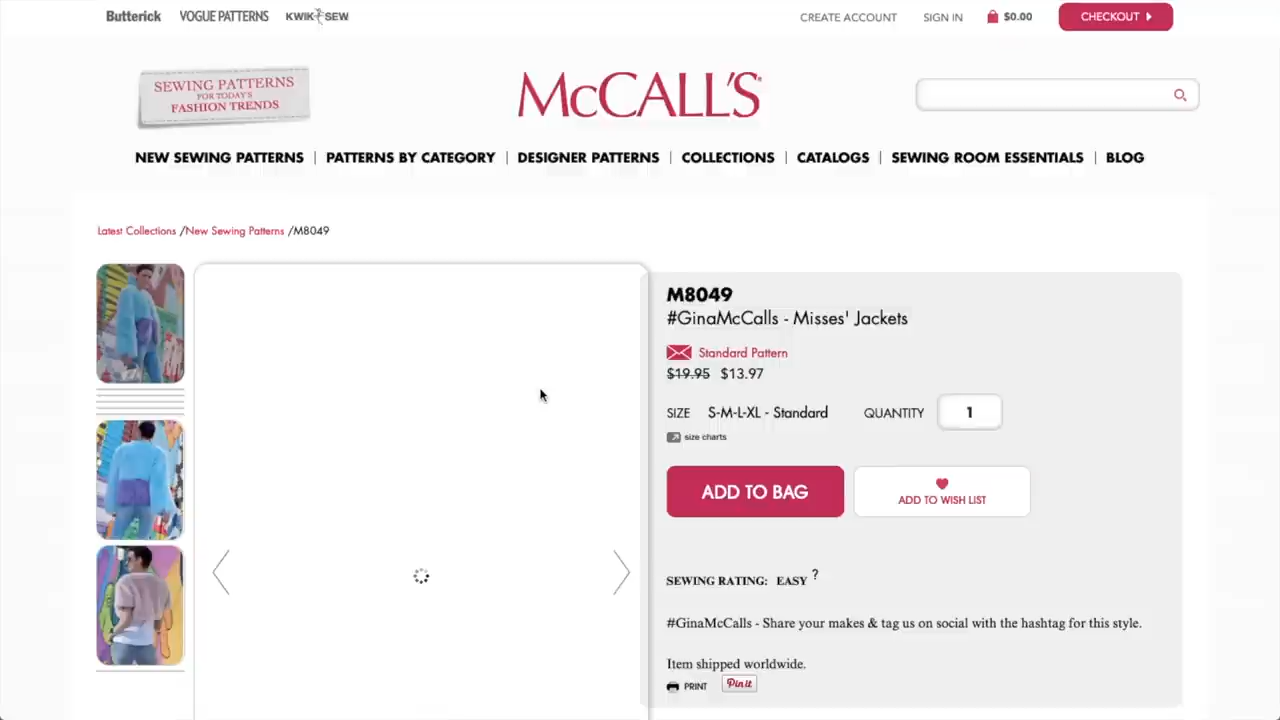 Butterick VOGUE PATTERNS KWIK SEW CREATE ACCOUNT SIGN IN $0.00 CHECKOUT
SEWING PATTERNS
FOR TODAY'S
FASHION TRENDS
McCALL'S
NEW SEWING PATTERNS | PATTERNS BY CATEGORY | DESIGNER PATTERNS | COLLECTIONS | CATALOGS | SEWING ROOM ESSENTIALS | BLOG
Latest Collections /New Sewing Patterns /M8049
M8049
#GinaMcCalls - Misses' Jackets
Standard Pattern
$19.95 $13.97
SIZE S-M-L-XL - Standard QUANTITY 1
size charts
ADD TO BAG
ADD TO WISH LIST
SEWING RATING: EASY ?
#GinaMcCalls - Share your makes & tag us on social with the hashtag for this style.
Item shipped worldwide.
PRINT Pin it